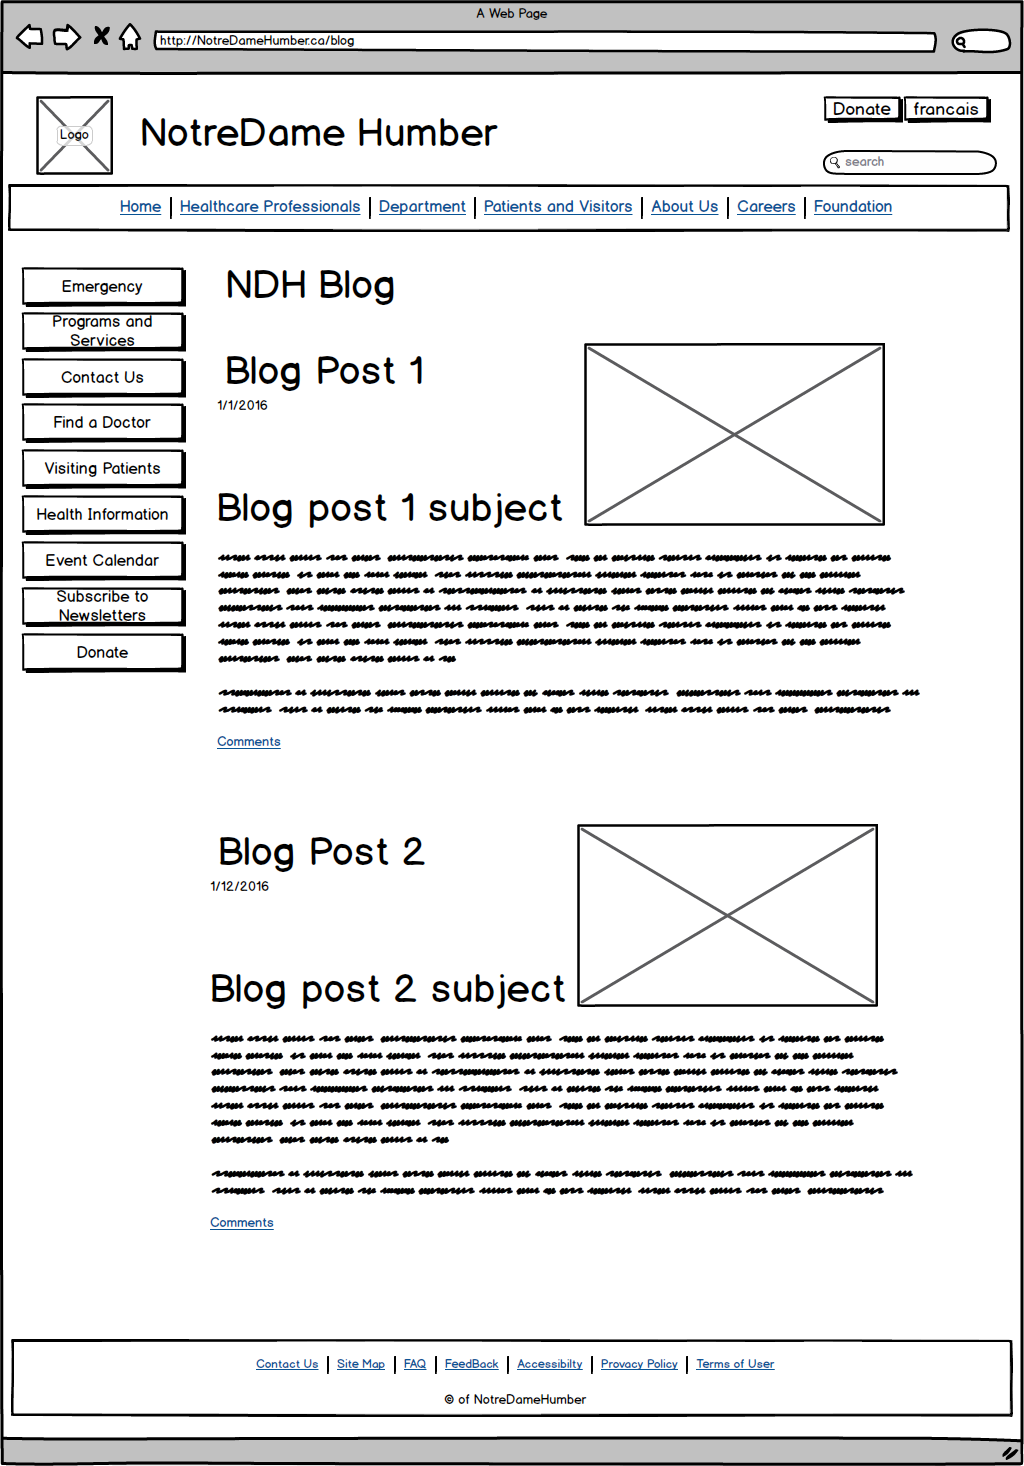 A Web Page
http://NotreDameHumber.ca/blog
Logo
NotreDame Humber
Donate
francais
search
Home | Healthcare Professionals | Department | Patients and Visitors | About Us | Careers | Foundation
Emergency
Programs and
Services
Contact Us
Find a Doctor
Visiting Patients
Health Information
Event Calendar
Subscribe to
Newsletters
Donate
NDH Blog
Blog Post 1
1/1/2016
Blog post 1 subject
Comments
Blog Post 2
1/12/2016
Blog post 2 subject
Comments
Contact Us | Site Map | FAQ | FeedBack | Accessibilty | Provacy Policy | Terms of User
© of NotreDameHumber